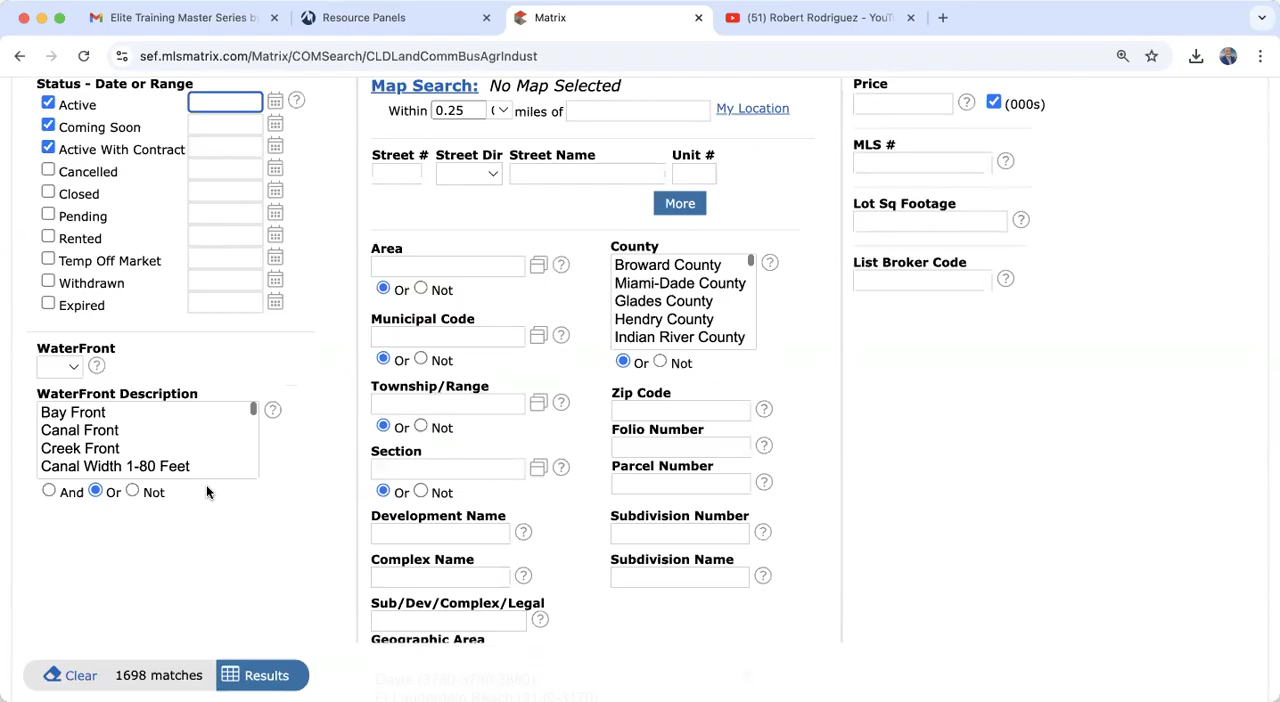 Elite Training Master Series by
Resource Panels
Matrix
(51) Robert Rodriguez - YouT
sef.mlsmatrix.com/Matrix/COMSearch/CLDLandCommBusAgrIndust
Status - Date or Range
Active
Coming Soon
Active With Contract
Cancelled
Closed
Pending
Rented
Temp Off Market
Withdrawn
Expired
WaterFront
WaterFront Description
Bay Front
Canal Front
Creek Front
Canal Width 1-80 Feet
And Or Not
Map Search: No Map Selected
Within 0.25 miles of My Location
Street # Street Dir Street Name Unit #
More
Area
Or Not
Municipal Code
Or Not
Township/Range
Or Not
Section
Or Not
Development Name
Complex Name
Sub/Dev/Complex/Legal
Geographic Area
County
Broward County
Miami-Dade County
Glades County
Hendry County
Indian River County
Or Not
Zip Code
Folio Number
Parcel Number
Subdivision Number
Subdivision Name
Price
(000s)
MLS #
Lot Sq Footage
List Broker Code
Clear 1698 matches Results